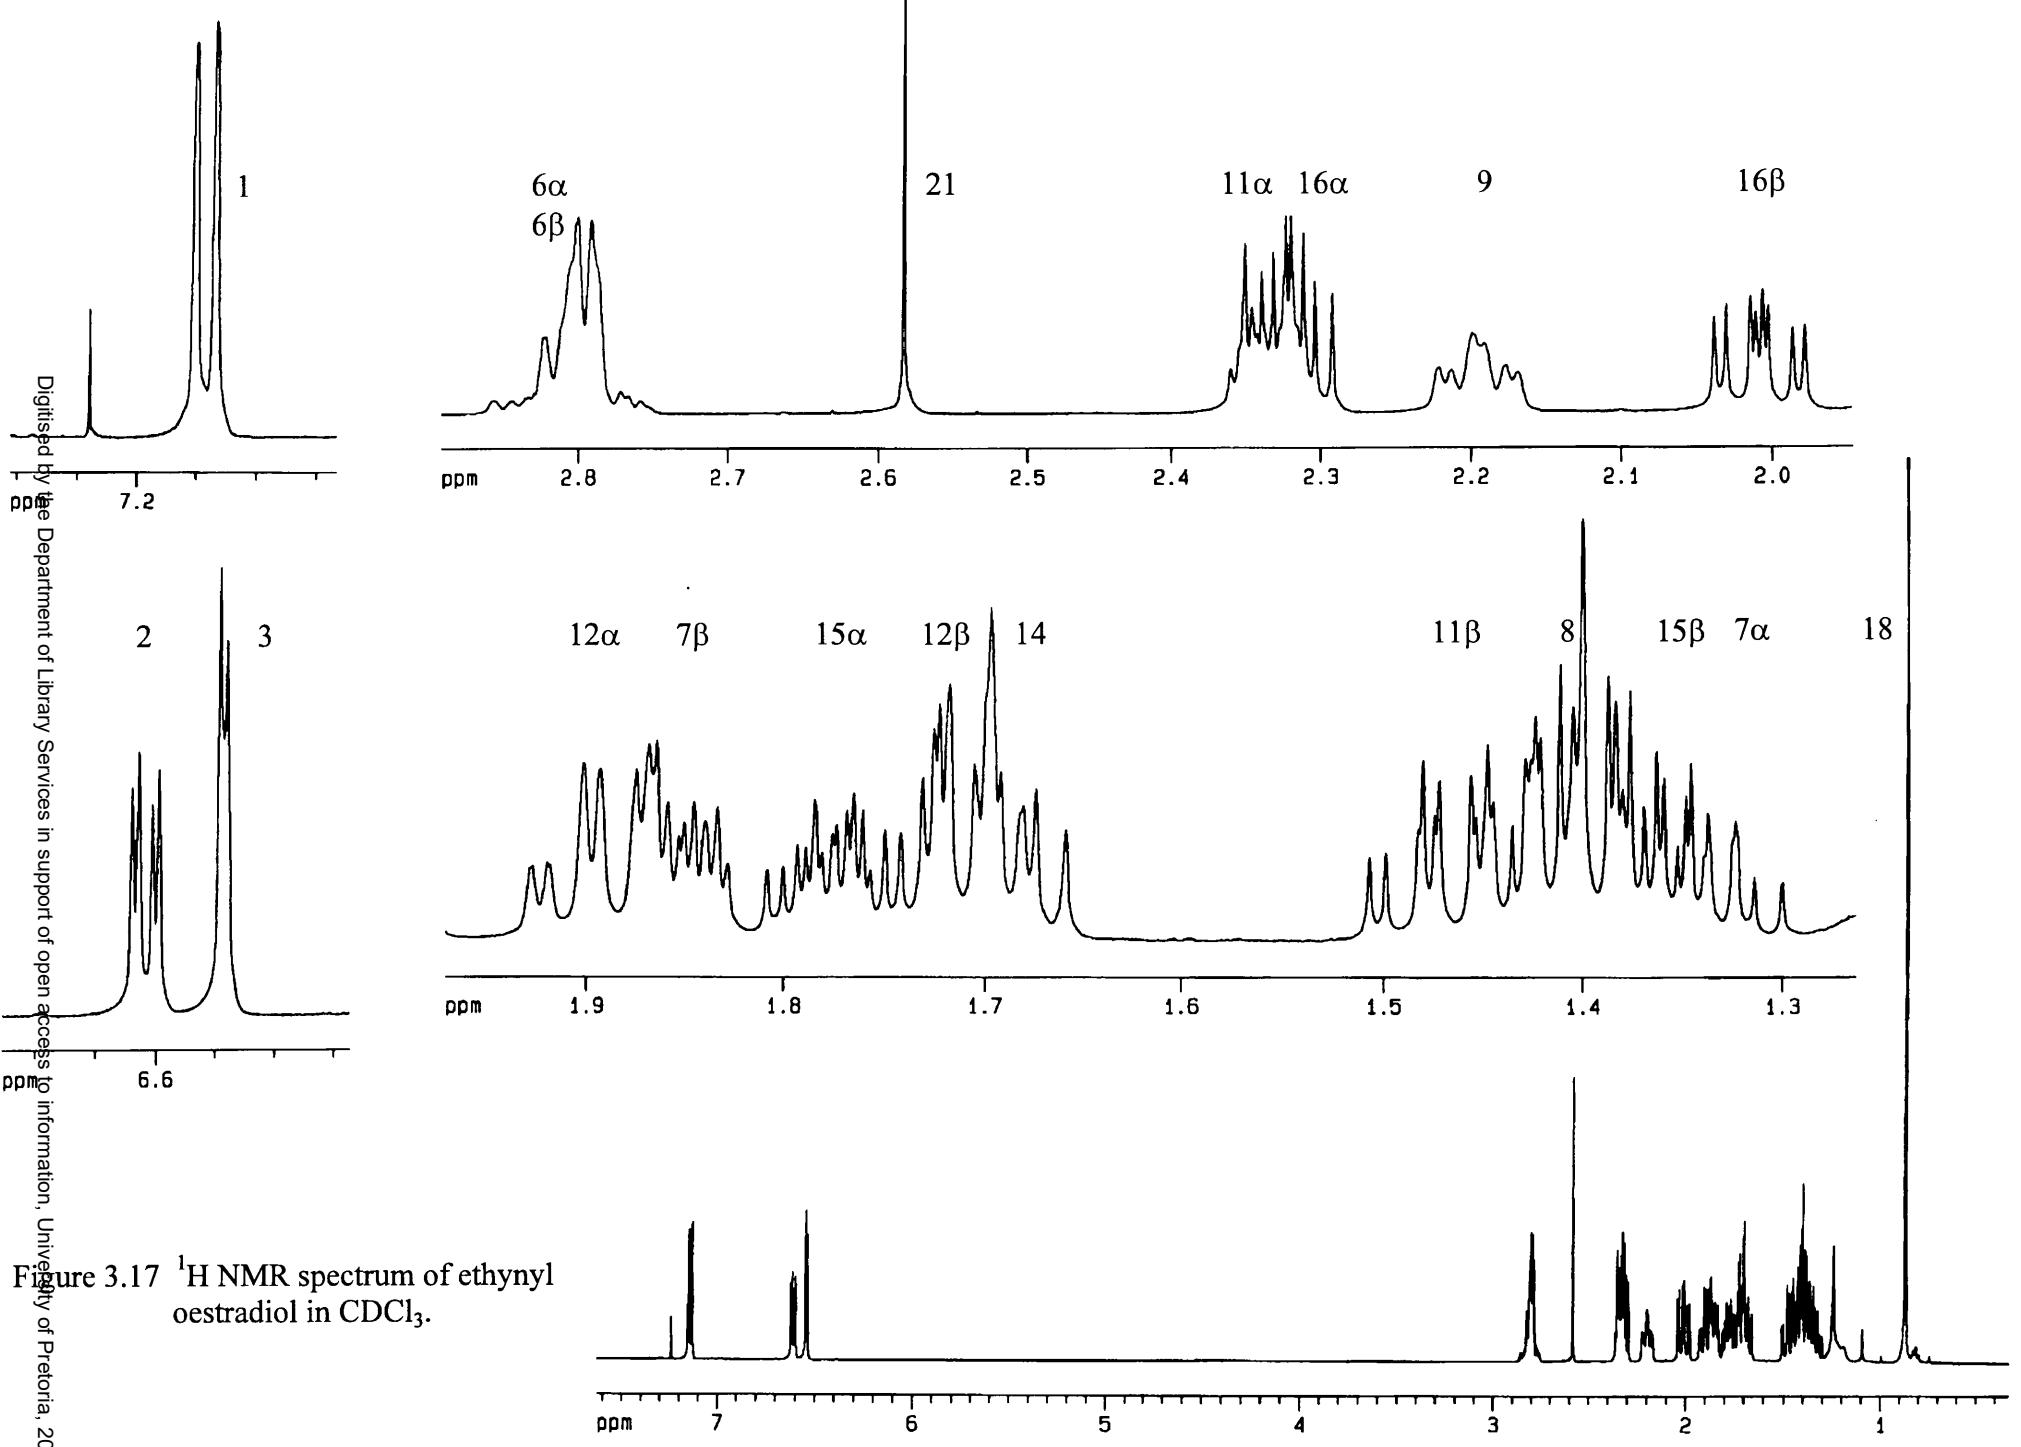 1
6α
6β
21
11α 16α
9
16β
ppm 7.2
ppm 2.8 2.7 2.6 2.5 2.4 2.3 2.2 2.1 2.0
2
3
12α
7β
15α
12β
14
11β
8
15β
7α
18
ppm 6.6
ppm 1.9 1.8 1.7 1.6 1.5 1.4 1.3
Figure 3.17 ¹H NMR spectrum of ethynyl
oestradiol in CDCl₃.
ppm 7 6 5 4 3 2 1
Digitised by the Department of Library Services in support of open access to information, University of Pretoria, 20